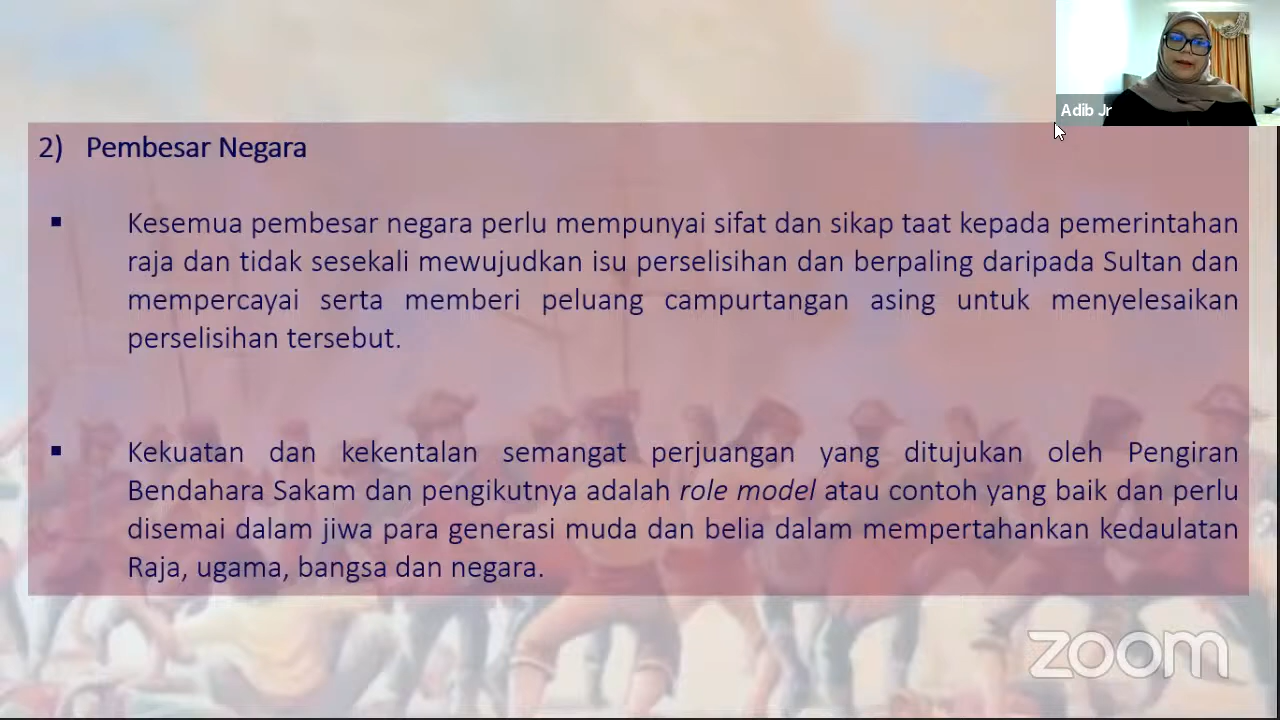 Adib Jr
2) Pembesar Negara
▪ Kesemua pembesar negara perlu mempunyai sifat dan sikap taat kepada pemerintahan
raja dan tidak sesekali mewujudkan isu perselisihan dan berpaling daripada Sultan dan
mempercayai serta memberi peluang campurtangan asing untuk menyelesaikan
perselisihan tersebut.
▪ Kekuatan dan kekentalan semangat perjuangan yang ditujukan oleh Pengiran
Bendahara Sakam dan pengikutnya adalah role model atau contoh yang baik dan perlu
disemai dalam jiwa para generasi muda dan belia dalam mempertahankan kedaulatan
Raja, ugama, bangsa dan negara.
zoom